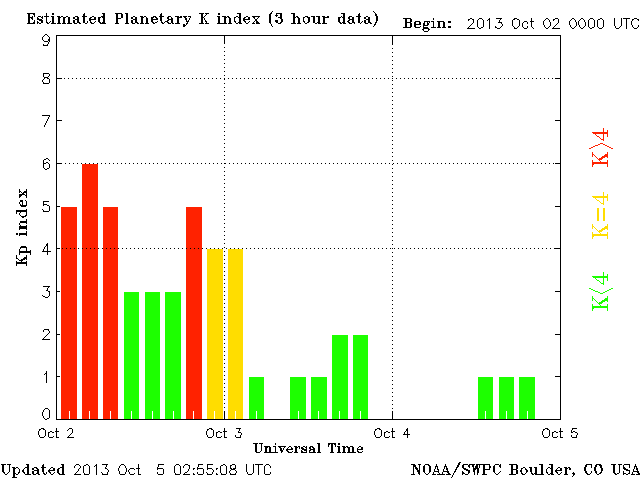 Estimated Planetary K index (3 hour data)
Begin: 2013 Oct 02 0000 UTC
9
8
7
6
5
4
3
2
1
0
Kp index
Oct 2 Oct 3 Oct 4 Oct 5
Universal Time
K>4
K=4
K<4
Updated 2013 Oct 5 02:55:08 UTC
NOAA/SWPC Boulder, CO USA